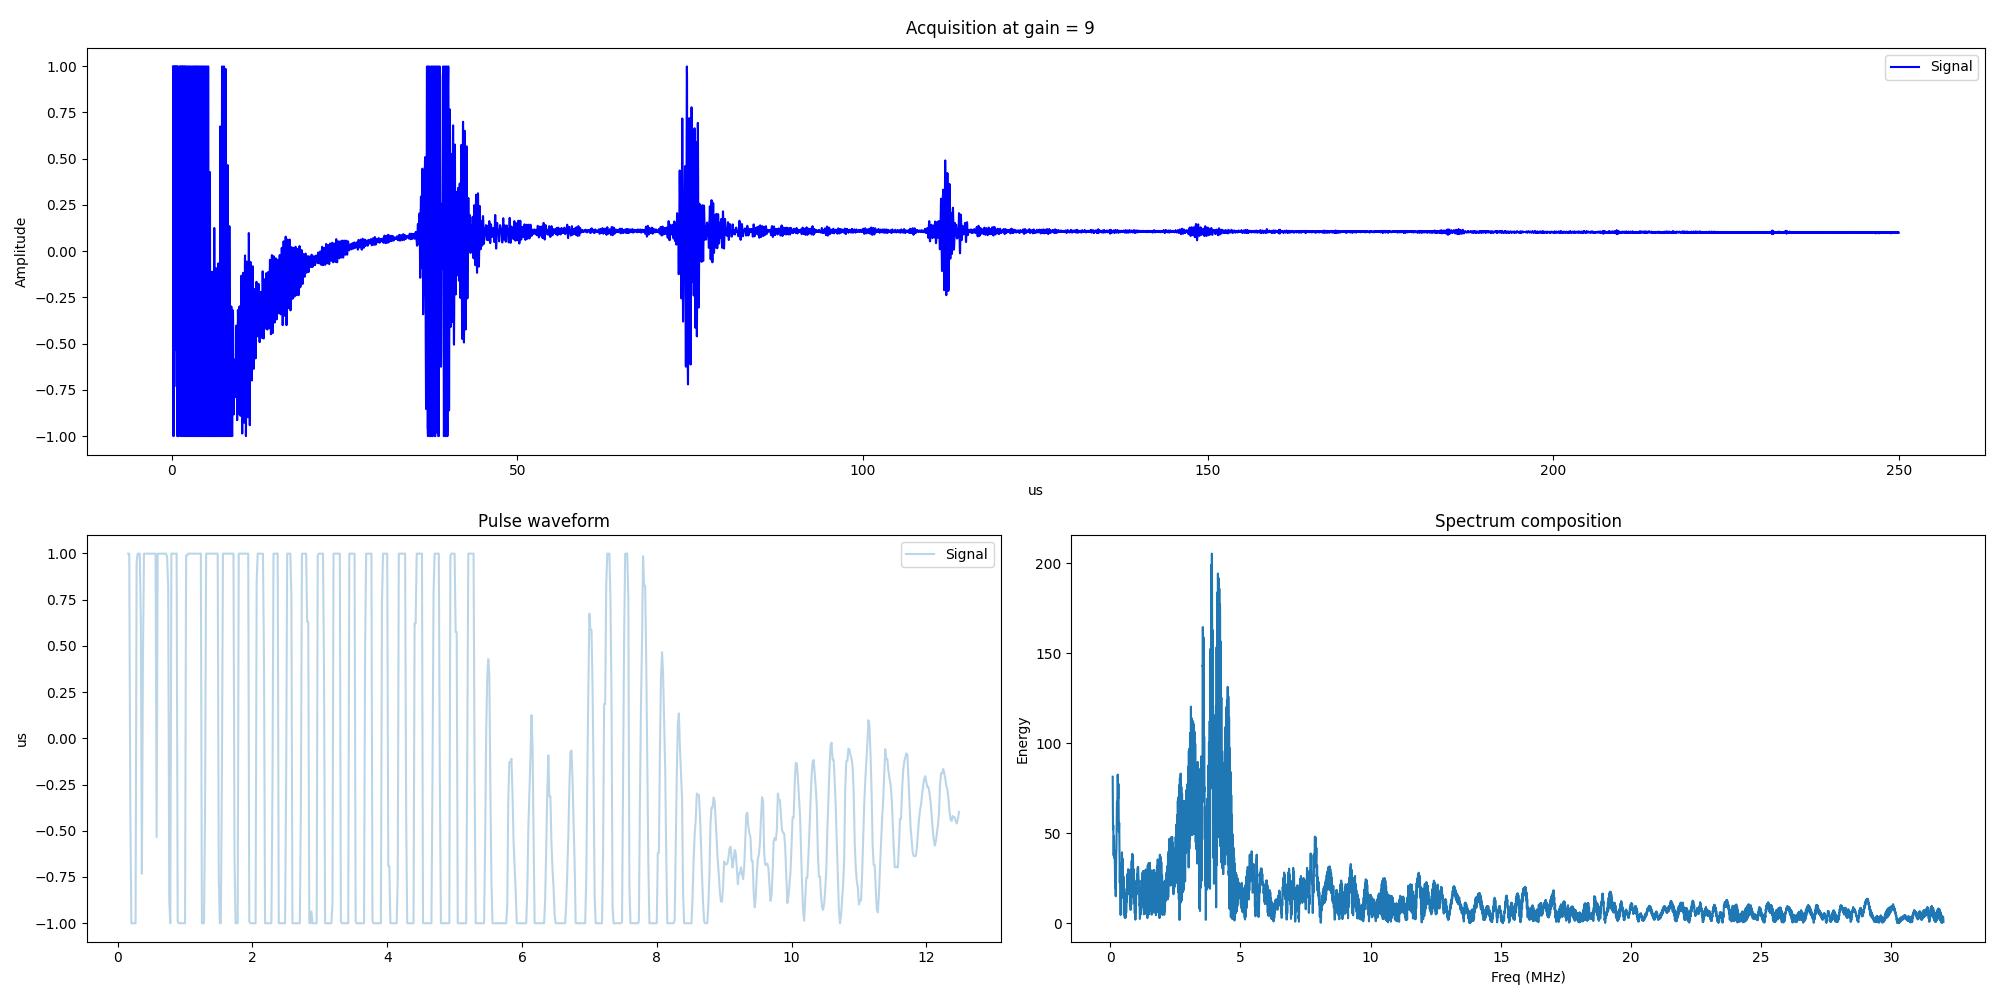 Acquisition at gain = 9
Signal
Amplitude
1.00
0.75
0.50
0.25
0.00
−0.25
−0.50
−0.75
−1.00
0 50 100 150 200 250
us
Pulse waveform
Signal
us
1.00
0.75
0.50
0.25
0.00
−0.25
−0.50
−0.75
−1.00
0 2 4 6 8 10 12
Spectrum composition
Energy
200
150
100
50
0
0 5 10 15 20 25 30
Freq (MHz)